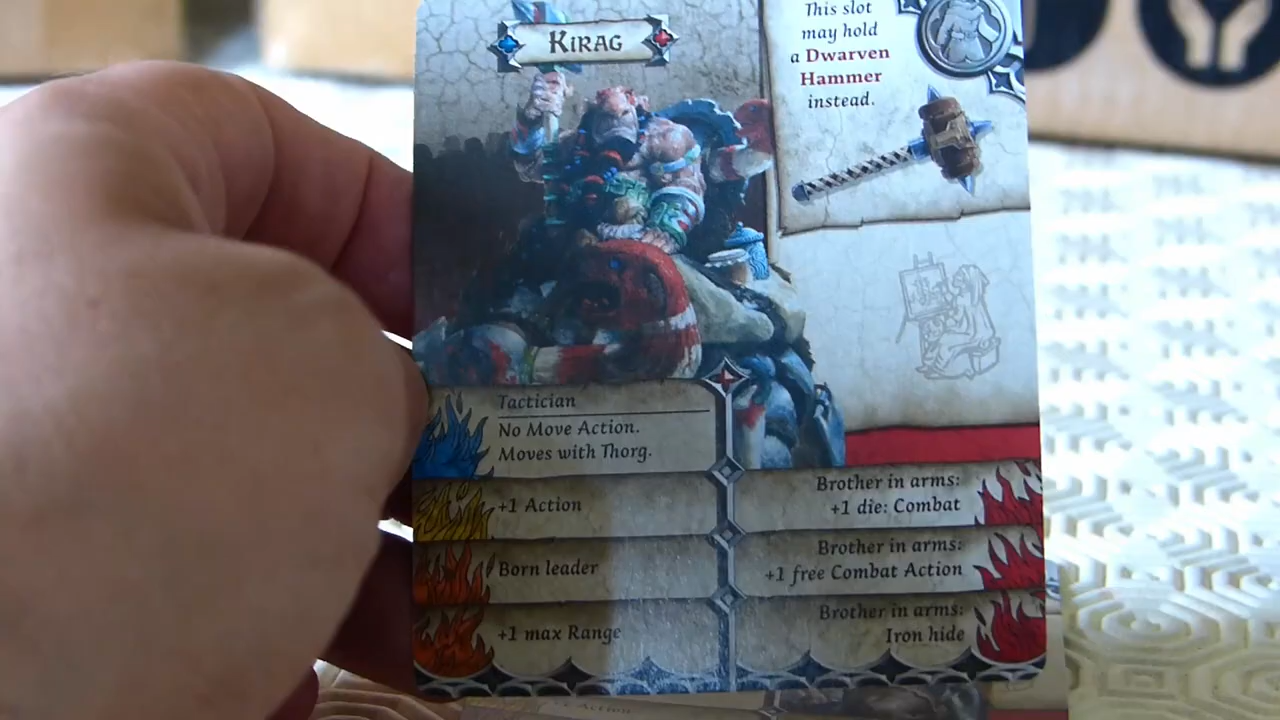 KIRAG
This slot
may hold
a Dwarven
Hammer
instead.
Tactician
No Move Action.
Moves with Thorg.
+1 Action
Born leader
+1 max Range
Brother in arms:
+1 die: Combat
Brother in arms:
+1 free Combat Action
Brother in arms:
Iron hide
Action